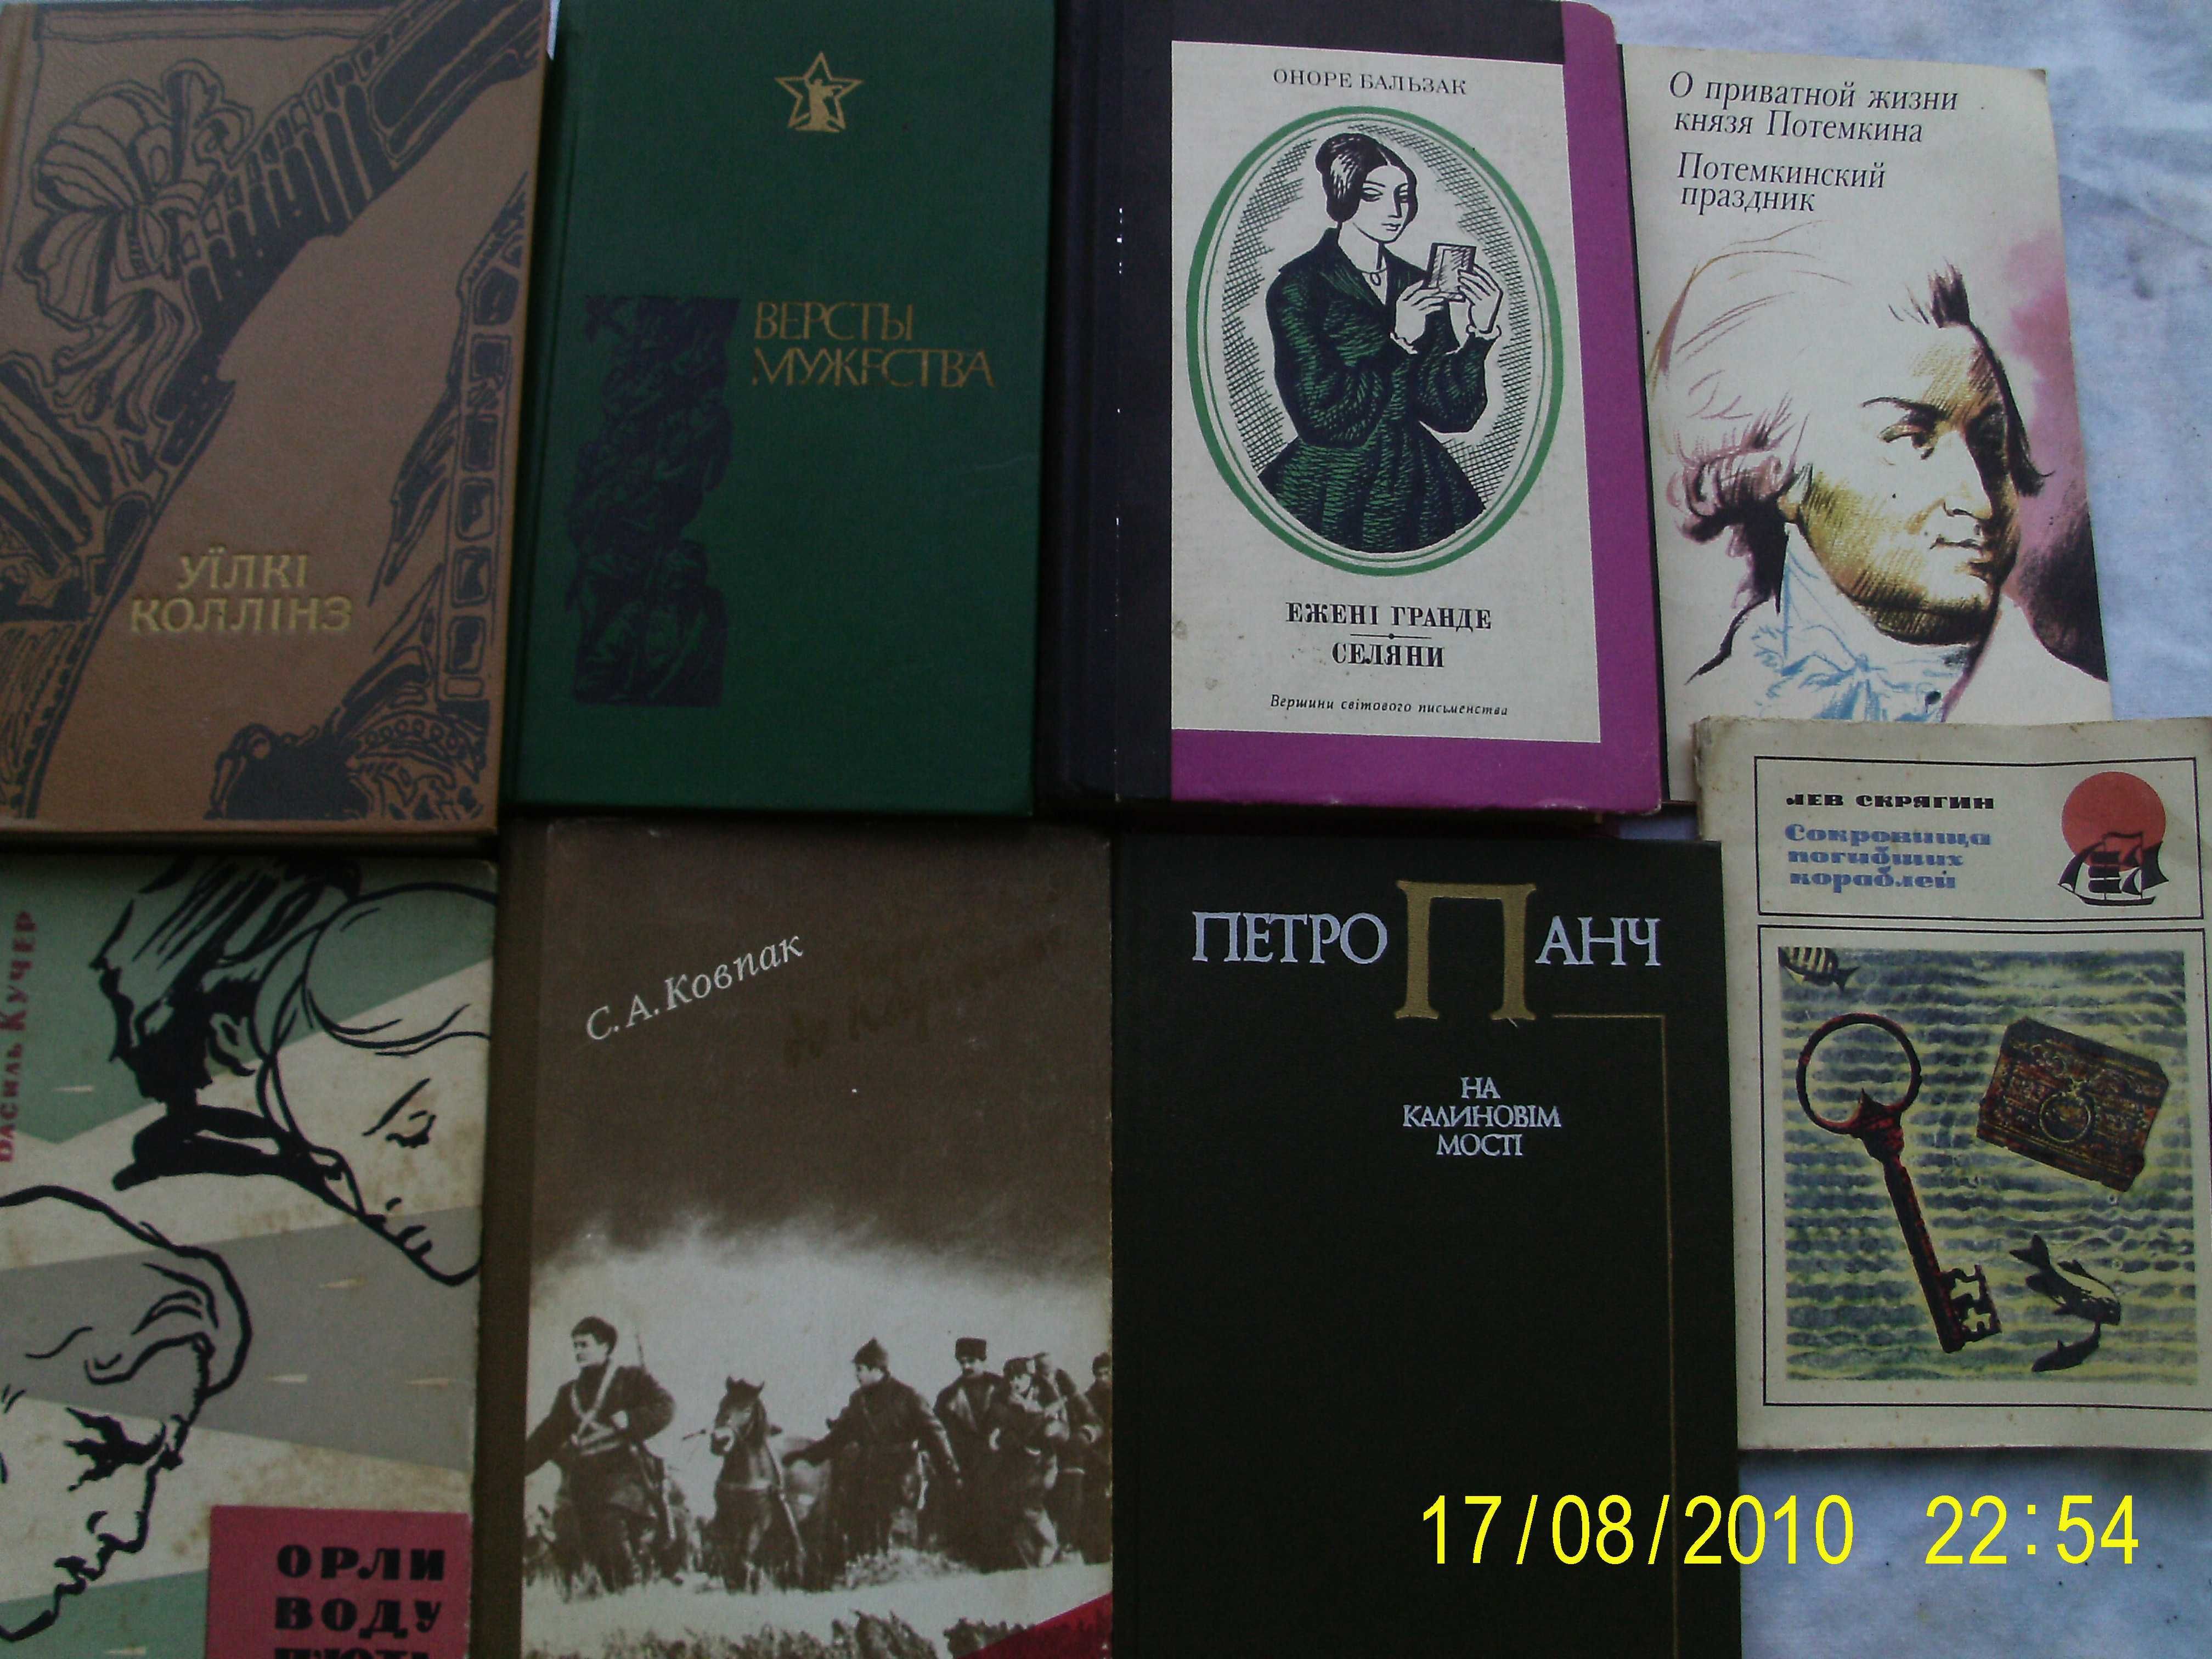 УЇЛКІ
КОЛЛІНЗ
ВЕРСТЫ
МУЖЕСТВА
ОНОРЕ БАЛЬЗАК
ЕЖЕНІ ГРАНДЕ
СЕЛЯНИ
Вершини світового письменства
О приватной жизни
князя Потемкина
Потемкинский
праздник
ВАСИЛЬ КУЧЕР
ОРЛИ
ВОДУ
П'ЮТЬ
С. А. Ковпак
ПЕТРО ПАНЧ
НА
КАЛИНОВІМ
МОСТІ
ЛЕВ СКРЯГИН
Сокровища
погибших
кораблей
17/08/2010 22:54